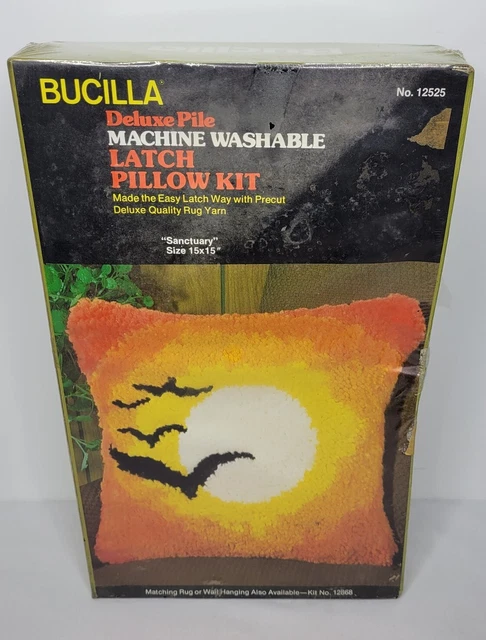 BUCILLA®
No. 12525
Deluxe Pile
MACHINE WASHABLE
LATCH
PILLOW KIT
Made the Easy Latch Way with Precut
Deluxe Quality Rug Yarn
"Sanctuary"
Size 15x15"
Matching Rug or Wall Hanging Also Available—Kit No. 12668